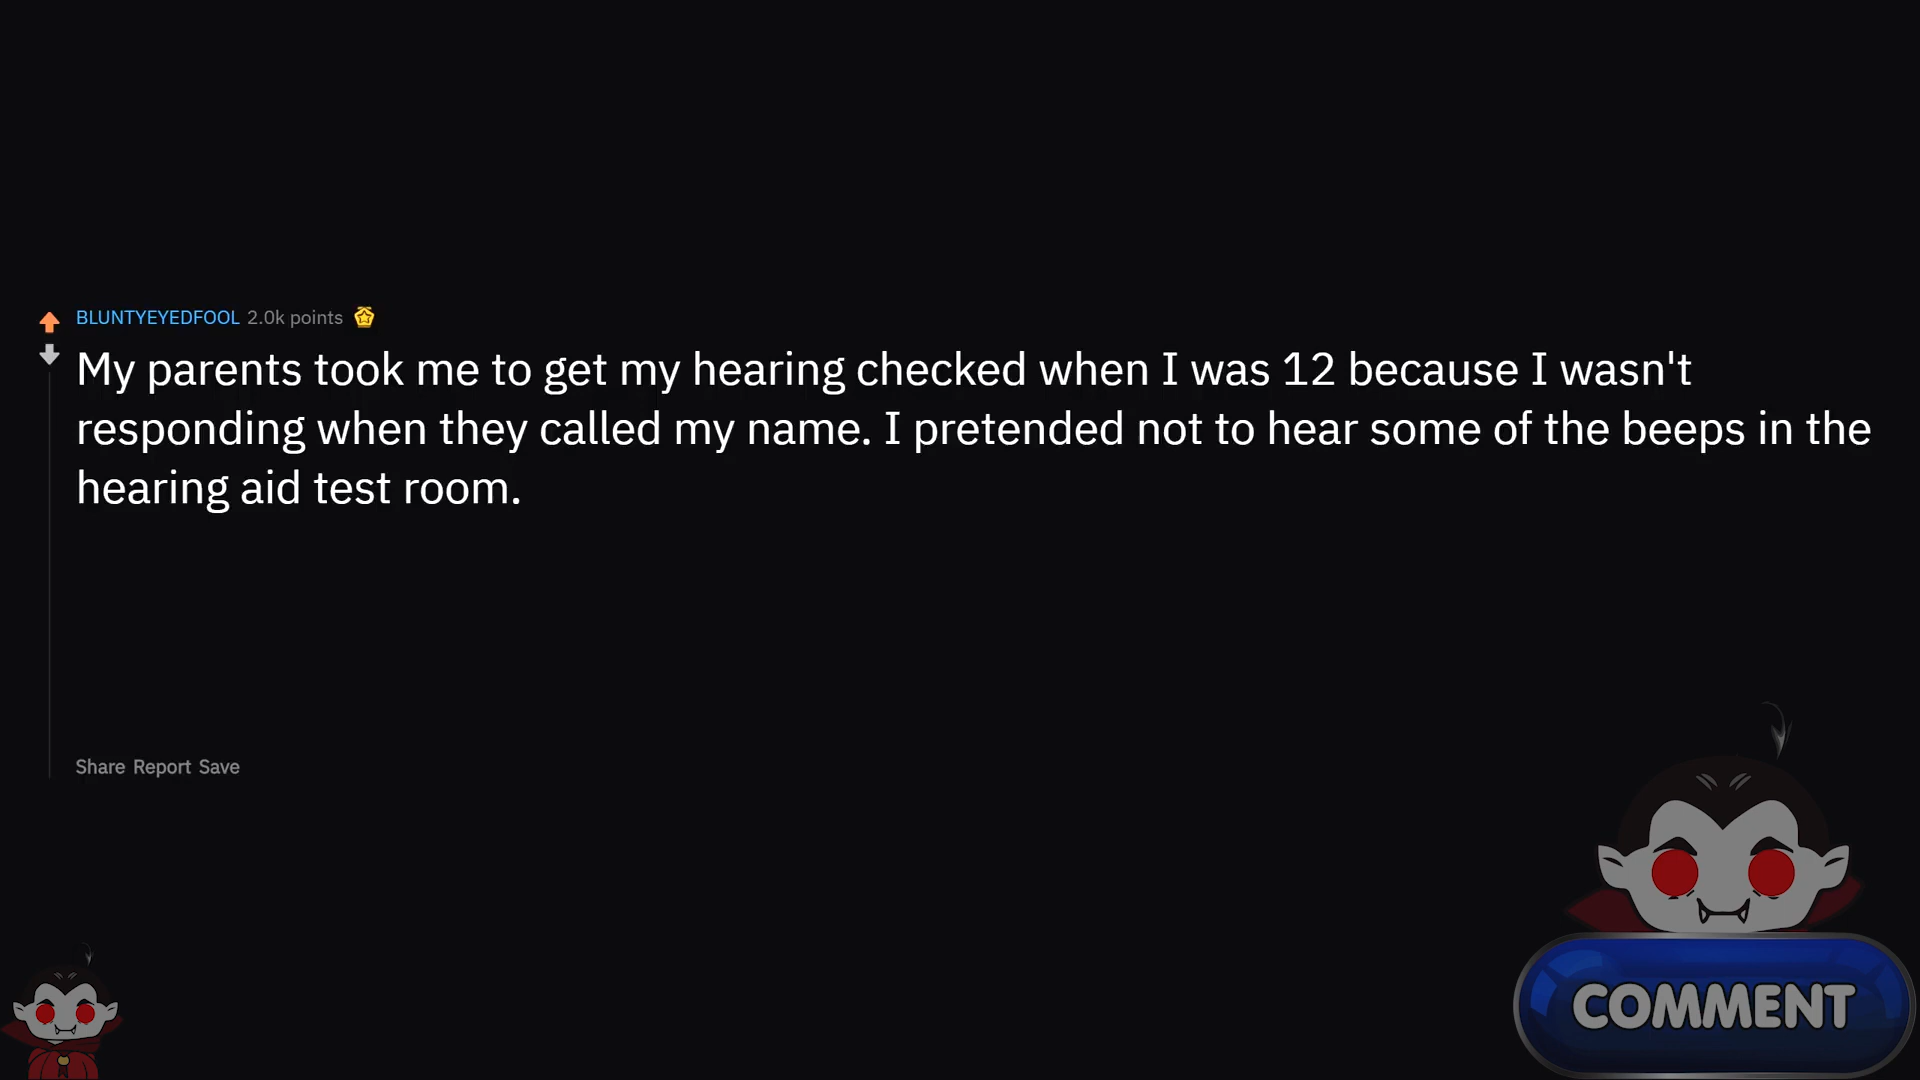 BLUNTYEYEDFOOL 2.0k points
My parents took me to get my hearing checked when I was 12 because I wasn't
responding when they called my name. I pretended not to hear some of the beeps in the
hearing aid test room.
Share Report Save
COMMENT